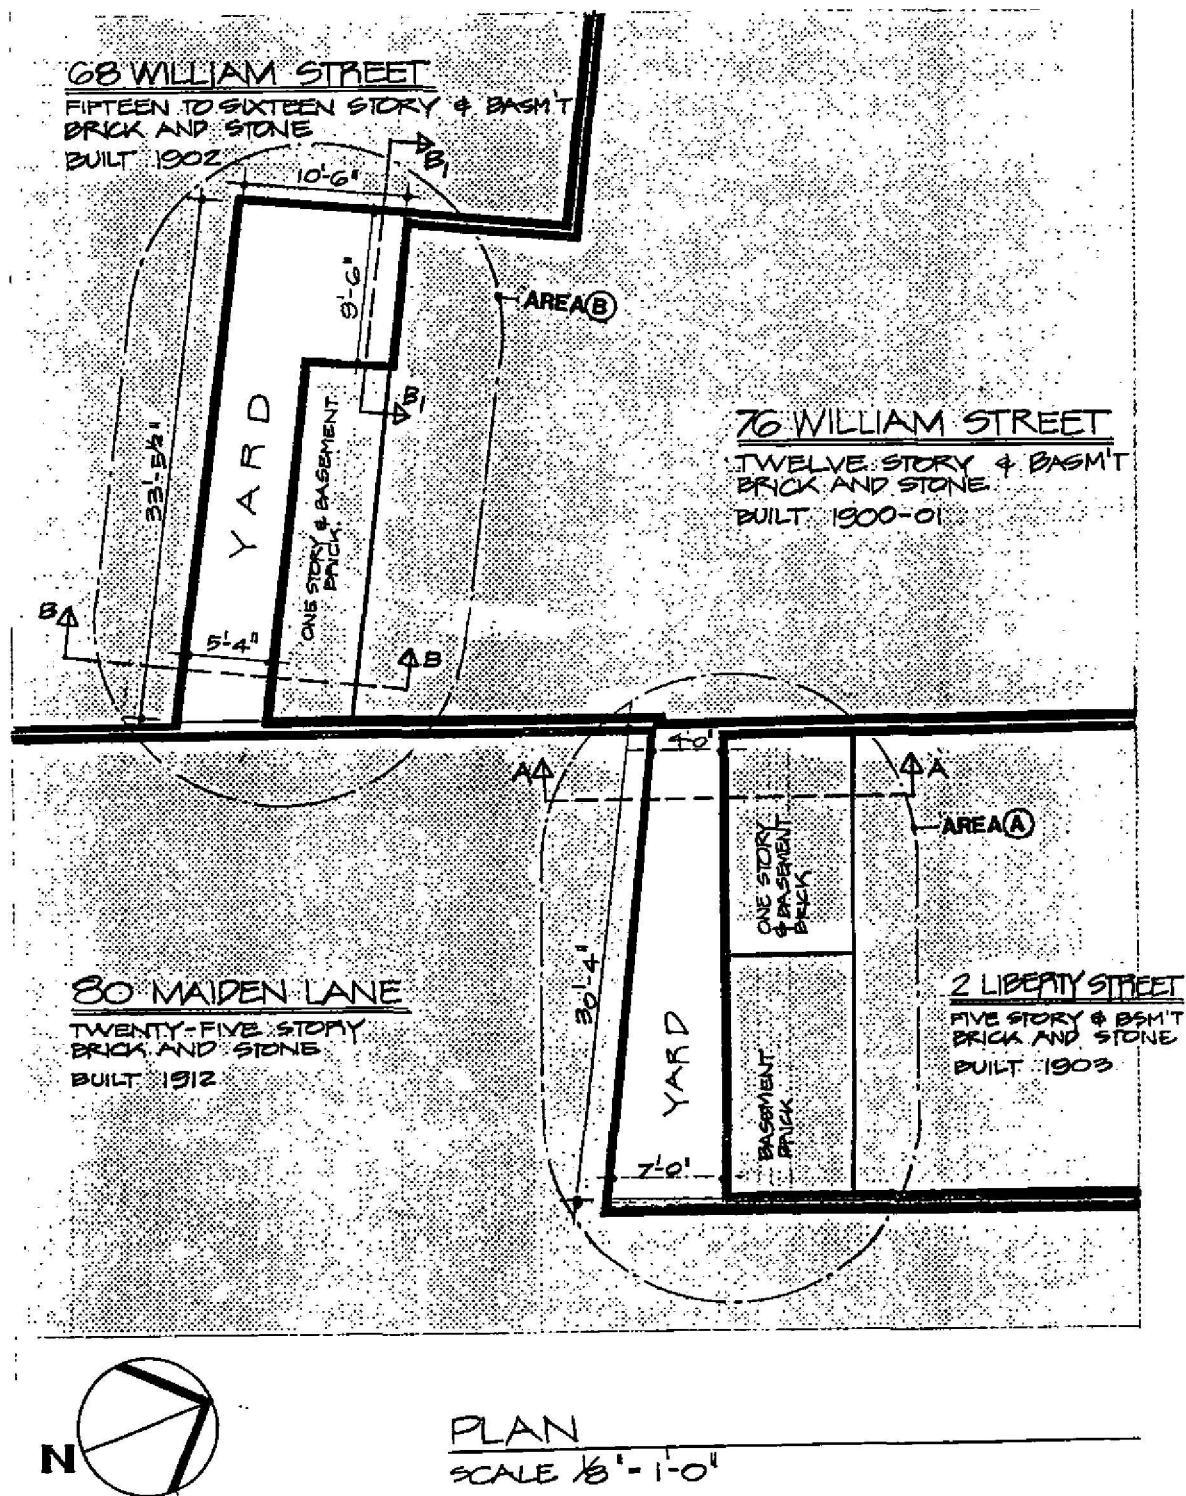 68 WILLIAM STREET
FIFTEEN TO SIXTEEN STORY & BASM'T
BRICK AND STONE
BUILT 1902
B1
10'-6"
9'-6"
AREA B
B1
33'-5½"
YARD
ONE STORY & BASEMENT
BRICK
76 WILLIAM STREET
TWELVE STORY & BASM'T
BRICK AND STONE
BUILT 1900-01
B
5'-4"
B
4'-0"
A
A
AREA A
ONE STORY
& BASEMENT
BRICK
36'-4"
YARD
BASEMENT
BRICK
7'-0"
80 MAIDEN LANE
TWENTY-FIVE STORY
BRICK AND STONE
BUILT 1912
2 LIBERTY STREET
FIVE STORY & BSM'T
BRICK AND STONE
BUILT 1903
N
PLAN
SCALE 1/8" - 1'-0"